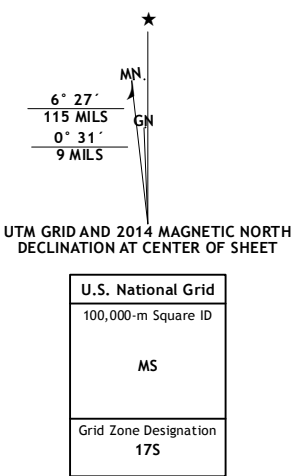 MN.
6° 27´
115 MILS
GN
0° 31´
9 MILS
UTM GRID AND 2014 MAGNETIC NORTH
DECLINATION AT CENTER OF SHEET
U.S. National Grid
100,000-m Square ID
MS
Grid Zone Designation
17S